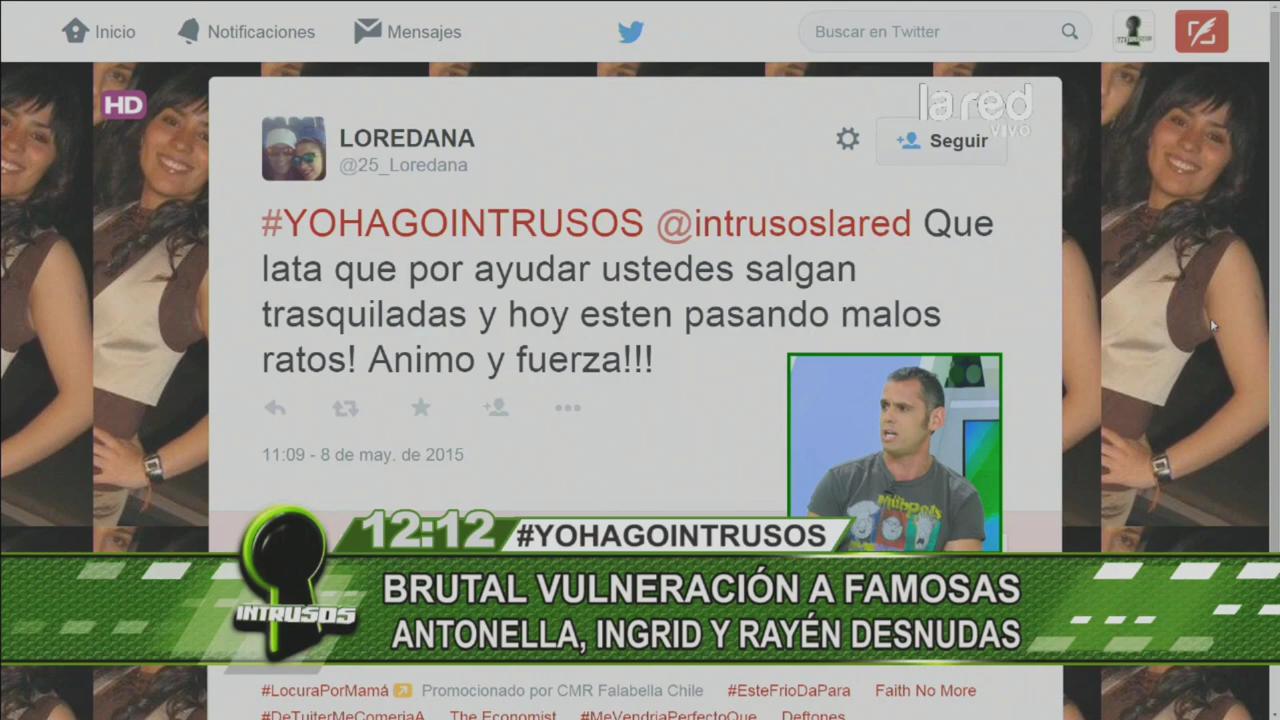 Inicio Notificaciones Mensajes Buscar en Twitter
HD
la red
VIVO
LOREDANA
@25_Loredana
Seguir
#YOHAGOINTRUSOS @intrusoslared Que
lata que por ayudar ustedes salgan
trasquiladas y hoy esten pasando malos
ratos! Animo y fuerza!!!
11:09 - 8 de may. de 2015
12:12 #YOHAGOINTRUSOS
INTRUSOS
BRUTAL VULNERACIÓN A FAMOSAS
ANTONELLA, INGRID Y RAYÉN DESNUDAS
#LocuraPorMamá Promocionado por CMR Falabella Chile #EsteFrioDaPara Faith No More
#DeTuiterMeComeriaA The Economist #MeVendriaPerfectoQue Deftones